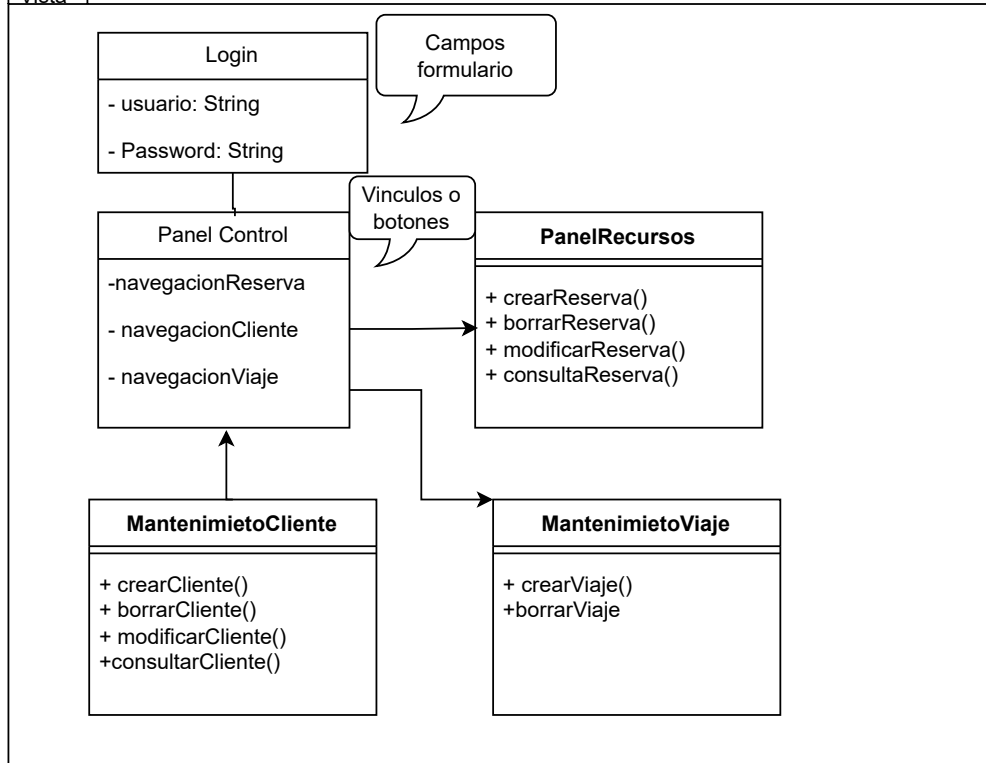 Vista
Login
- usuario: String
- Password: String
Campos
formulario
Panel Control
-navegacionReserva
- navegacionCliente
- navegacionViaje
Vinculos o
botones
PanelRecursos
+ crearReserva()
+ borrarReserva()
+ modificarReserva()
+ consultaReserva()
MantenimietoCliente
+ crearCliente()
+ borrarCliente()
+ modificarCliente()
+consultarCliente()
MantenimietoViaje
+ crearViaje()
+borrarViaje